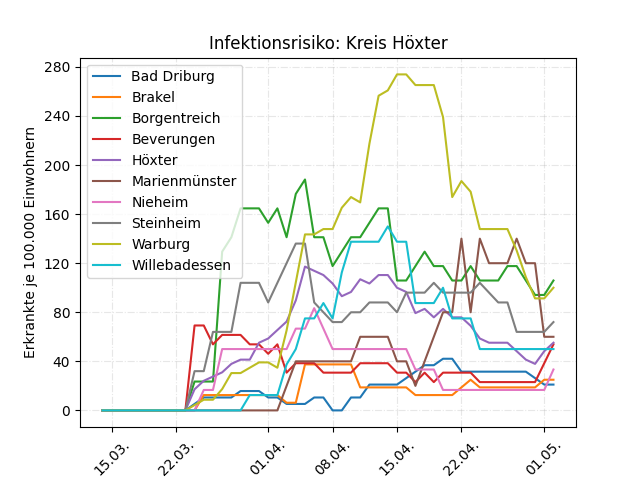 Infektionsrisiko: Kreis Höxter
Erkrankte je 100.000 Einwohnern
280
240
200
160
120
80
40
0
Bad Driburg
Brakel
Borgentreich
Beverungen
Höxter
Marienmünster
Nieheim
Steinheim
Warburg
Willebadessen
15.03.
22.03.
01.04.
08.04.
15.04.
22.04.
01.05.